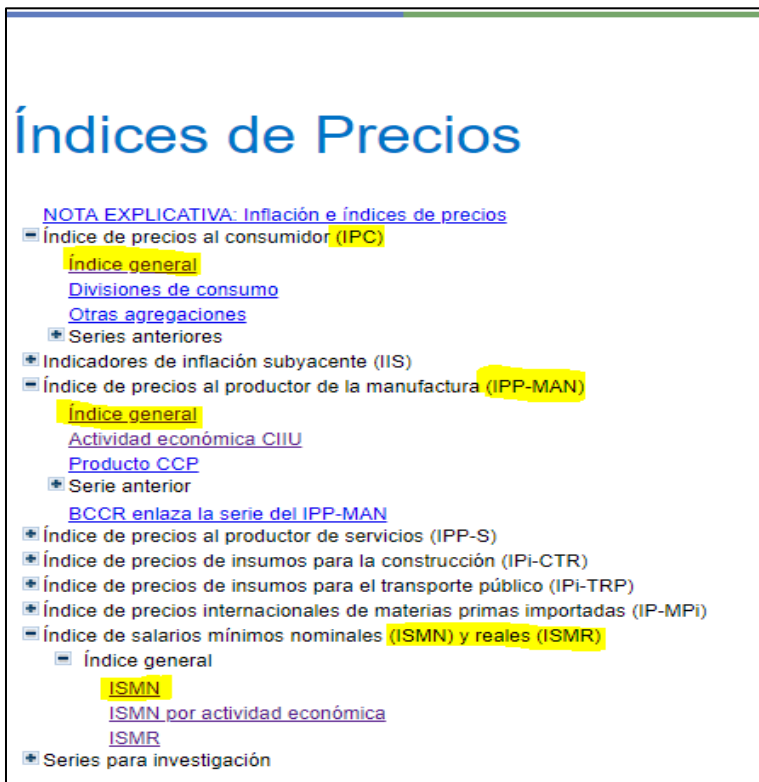 Índices de Precios
NOTA EXPLICATIVA: Inflación e índices de precios
Índice de precios al consumidor (IPC)
Índice general
Divisiones de consumo
Otras agregaciones
Series anteriores
Indicadores de inflación subyacente (IIS)
Índice de precios al productor de la manufactura (IPP-MAN)
Índice general
Actividad económica CIIU
Producto CCP
Serie anterior
BCCR enlaza la serie del IPP-MAN
Índice de precios al productor de servicios (IPP-S)
Índice de precios de insumos para la construcción (IPi-CTR)
Índice de precios de insumos para el transporte público (IPi-TRP)
Índice de precios internacionales de materias primas importadas (IP-MPi)
Índice de salarios mínimos nominales (ISMN) y reales (ISMR)
Índice general
ISMN
ISMN por actividad económica
ISMR
Series para investigación